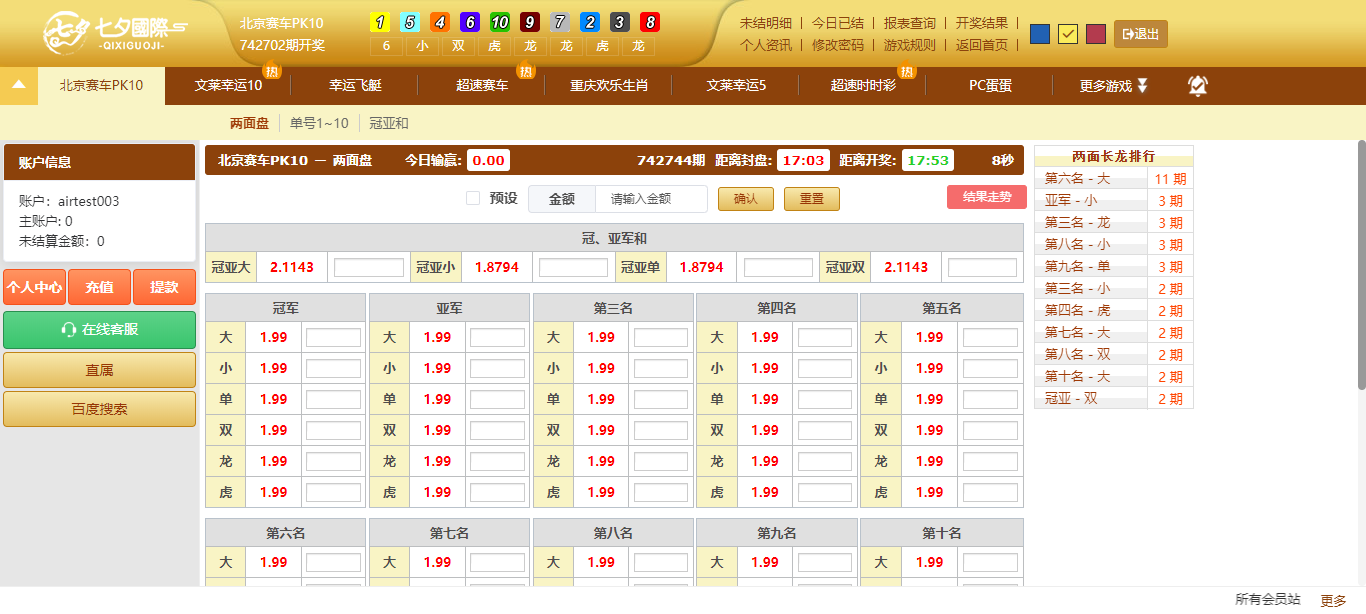 七夕 七夕國際
-QIXIGUOJI-
北京赛车PK10
742702期开奖
1 5 4 6 10 9 7 2 3 8
6 小 双 虎 龙 龙 虎 龙
未结明细 | 今日已结 | 报表查询 | 开奖结果 |
个人资讯 | 修改密码 | 游戏规则 | 返回首页 |
退出
北京赛车PK10 文莱幸运10 热 幸运飞艇 超速赛车 热 重庆欢乐生肖 文莱幸运5 超速时时彩 热 PC蛋蛋 更多游戏
两面盘 单号1~10 冠亚和
账户信息
账户：airtest003
主账户: 0
未结算金额：0
个人中心 充值 提款
在线客服
直属
百度搜索
北京赛车PK10 — 两面盘 今日输赢: 0.00 742744期 距离封盘: 17:03 距离开奖: 17:53 8秒
预设 金额 请输入金额 确认 重置 结果走势
冠、亚军和
冠亚大 2.1143 冠亚小 1.8794 冠亚单 1.8794 冠亚双 2.1143
冠军 亚军 第三名 第四名 第五名
大 1.99 大 1.99 大 1.99 大 1.99 大 1.99
小 1.99 小 1.99 小 1.99 小 1.99 小 1.99
单 1.99 单 1.99 单 1.99 单 1.99 单 1.99
双 1.99 双 1.99 双 1.99 双 1.99 双 1.99
龙 1.99 龙 1.99 龙 1.99 龙 1.99 龙 1.99
虎 1.99 虎 1.99 虎 1.99 虎 1.99 虎 1.99
第六名 第七名 第八名 第九名 第十名
大 1.99 大 1.99 大 1.99 大 1.99 大 1.99
两面长龙排行
第六名 - 大 11 期
亚军 - 小 3 期
第三名 - 龙 3 期
第八名 - 小 3 期
第九名 - 单 3 期
第三名 - 小 2 期
第四名 - 虎 2 期
第七名 - 大 2 期
第八名 - 双 2 期
第十名 - 大 2 期
冠亚 - 双 2 期
所有会员站 更多